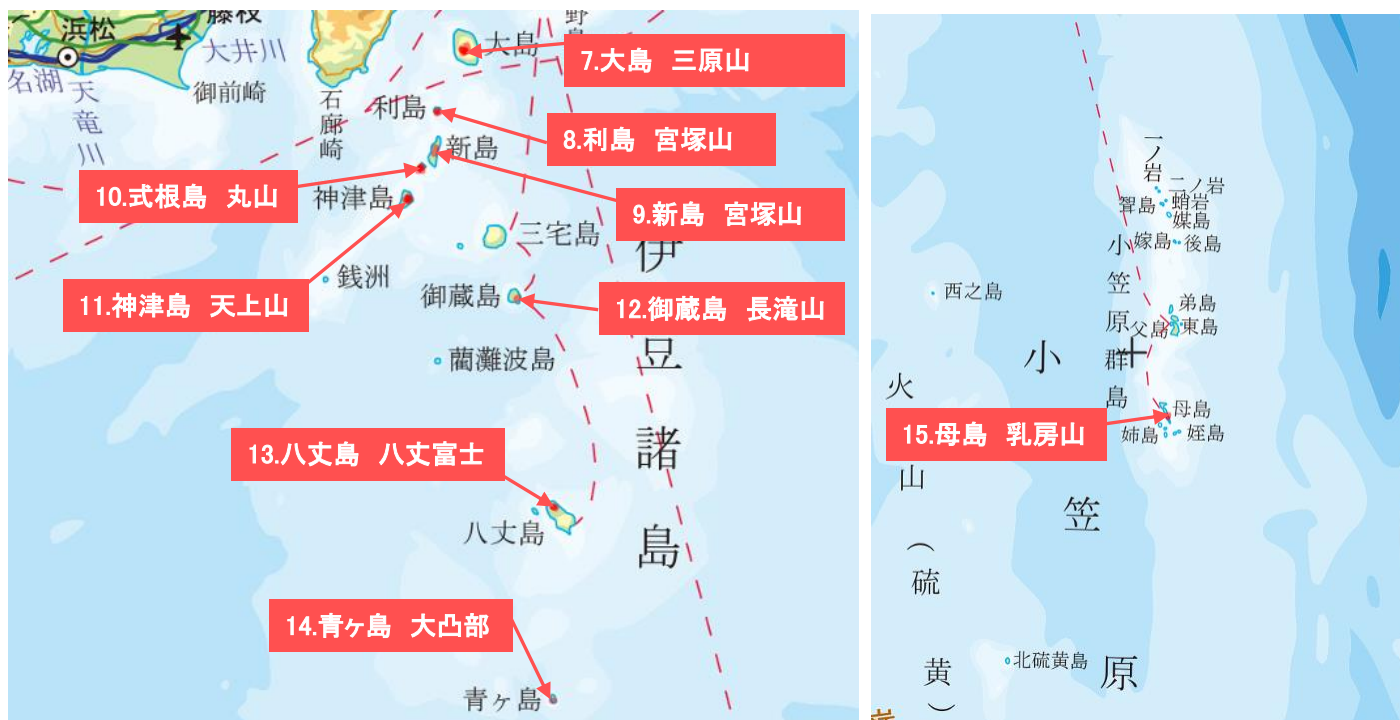 浜松
藤枝
大井川
名湖
天竜川
御前崎
石廊崎
大島
7.大島　三原山
利島
8.利島　宮塚山
新島
10.式根島　丸山
神津島
9.新島　宮塚山
三宅島
銭洲
11.神津島　天上山
御蔵島
12.御蔵島　長滝山
藺灘波島
伊豆諸島
13.八丈島　八丈富士
八丈島
14.青ヶ島　大凸部
青ヶ島
一ノ岩
二ノ岩
聟島
蛸岩
媒島
嫁島
後島
小笠原群島
西之島
弟島
父島
東島
小笠原
火山(硫黄)
母島
15.母島　乳房山
姉島
姪島
北硫黄島